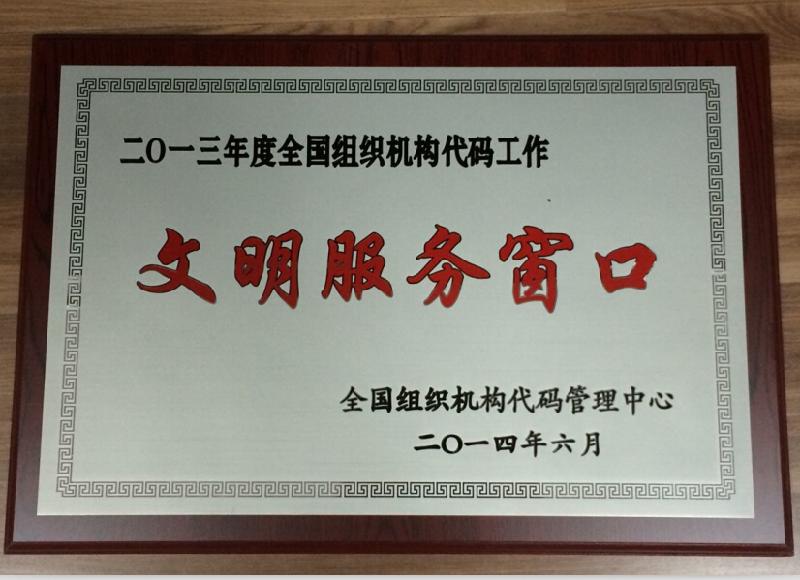 二〇一三年度全国组织机构代码工作
文明服务窗口
全国组织机构代码管理中心
二〇一四年六月